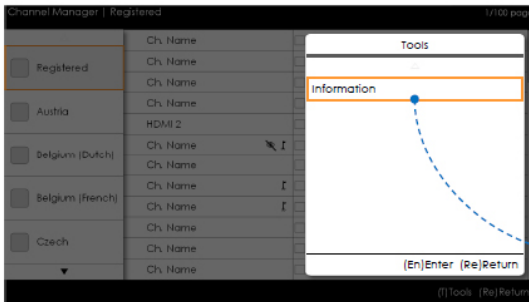 Channel Manager | Registered
1/100 page
Registered
Austria
Belgium (Dutch)
Belgium (French)
Czech
Ch. Name
Ch. Name
Ch. Name
Ch. Name
HDMI 2
Ch. Name
Ch. Name
Ch. Name
Ch. Name
Ch. Name
Ch. Name
Ch. Name
Tools
Information
(En)Enter (Re)Return
(T)Tools (Re)Return